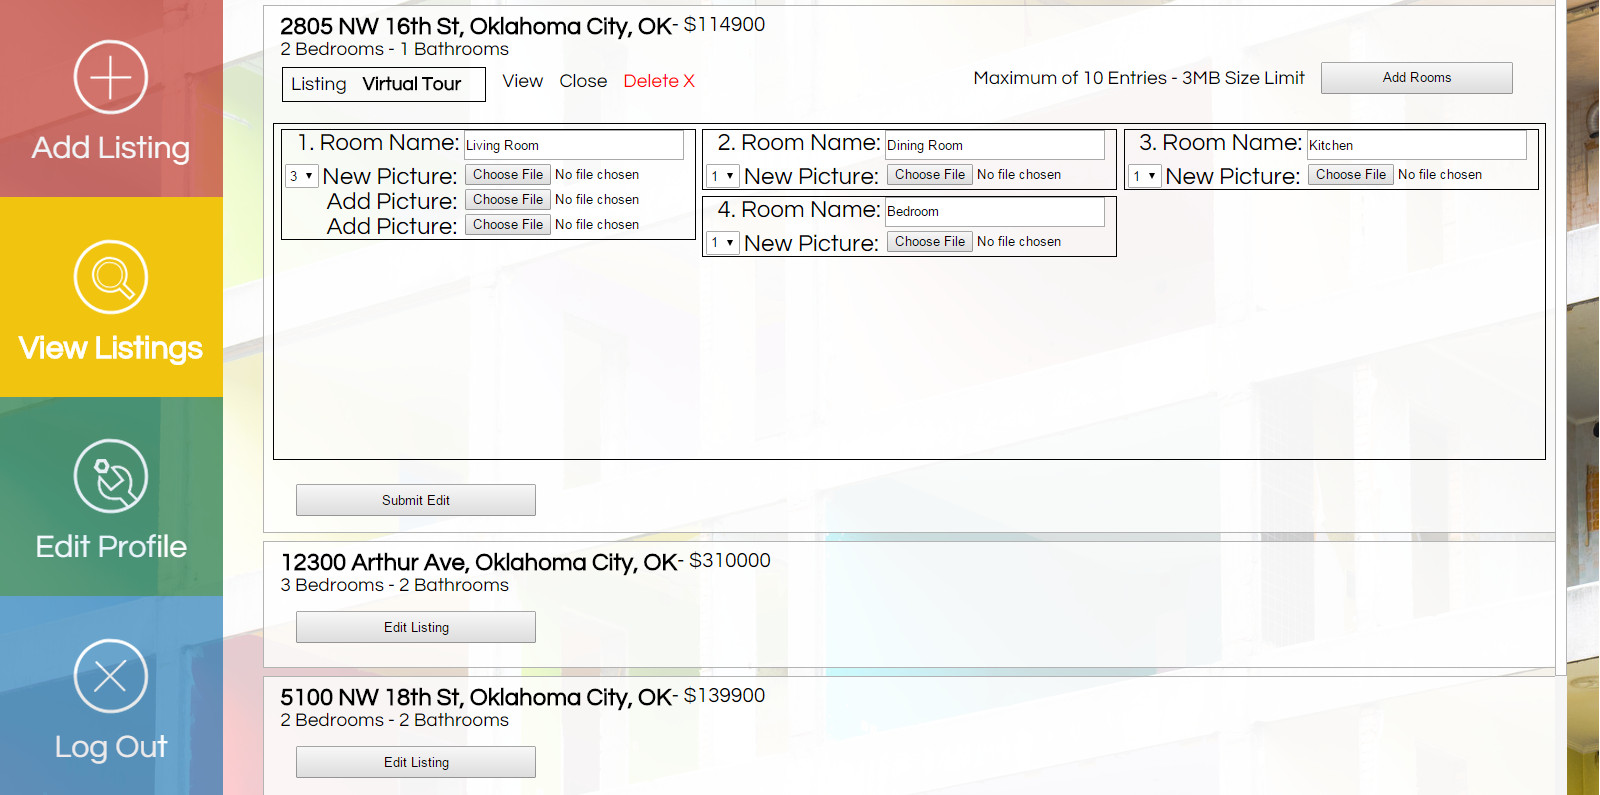 Add Listing
View Listings
Edit Profile
Log Out
2805 NW 16th St, Oklahoma City, OK- $114900
2 Bedrooms - 1 Bathrooms
Listing Virtual Tour View Close Delete X Maximum of 10 Entries - 3MB Size Limit Add Rooms
1. Room Name: Living Room
3 New Picture: Choose File No file chosen
Add Picture: Choose File No file chosen
Add Picture: Choose File No file chosen
2. Room Name: Dining Room
1 New Picture: Choose File No file chosen
3. Room Name: Kitchen
1 New Picture: Choose File No file chosen
4. Room Name: Bedroom
1 New Picture: Choose File No file chosen
Submit Edit
12300 Arthur Ave, Oklahoma City, OK- $310000
3 Bedrooms - 2 Bathrooms
Edit Listing
5100 NW 18th St, Oklahoma City, OK- $139900
2 Bedrooms - 2 Bathrooms
Edit Listing